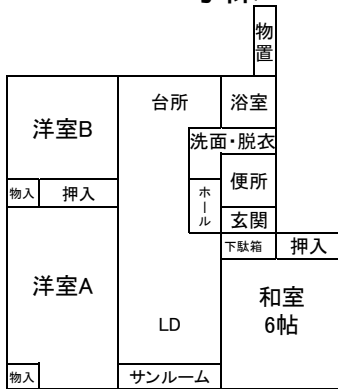 物置
台所
浴室
洋室B
洗面・脱衣
便所
物入
押入
ホール
玄関
下駄箱
押入
洋室A
和室
6帖
LD
物入
サンルーム